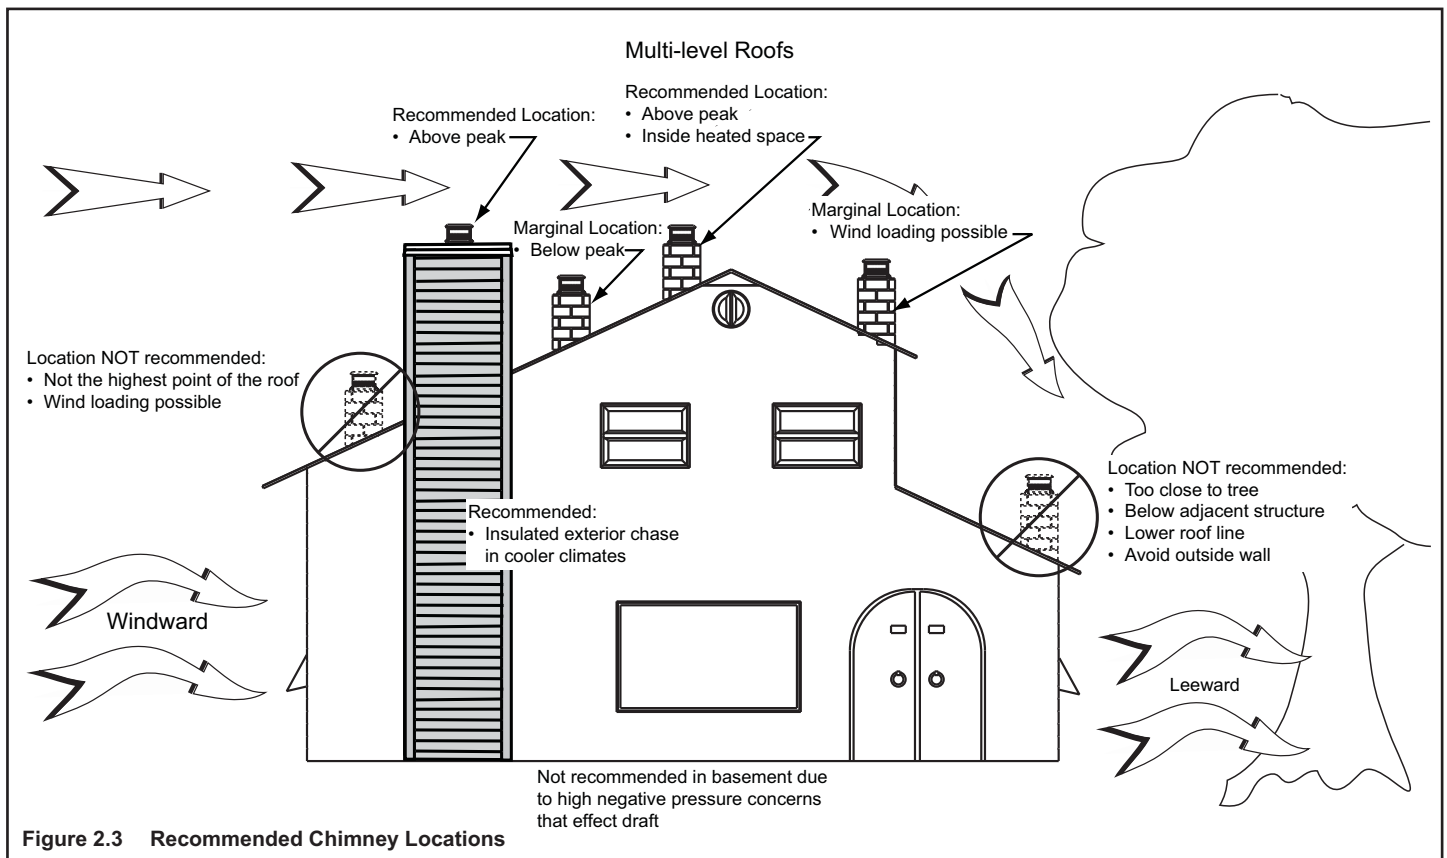 Multi-level Roofs
Recommended Location:
• Above peak
• Inside heated space
Recommended Location:
• Above peak
Marginal Location:
• Below peak
Marginal Location:
• Wind loading possible
Location NOT recommended:
• Not the highest point of the roof
• Wind loading possible
Location NOT recommended:
• Too close to tree
• Below adjacent structure
• Lower roof line
• Avoid outside wall
Recommended:
• Insulated exterior chase
in cooler climates
Windward
Leeward
Not recommended in basement due
to high negative pressure concerns
that effect draft
Figure 2.3 Recommended Chimney Locations